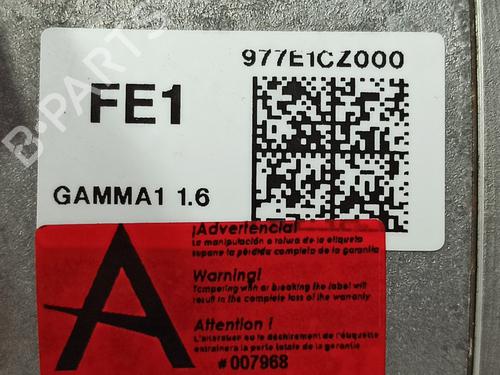 977E1CZ000
FE1
GAMMA1 1.6
¡Advertencia!
La manipulación o rotura de la etiqueta
supone la pérdida completa de la garantía
Warning!
Tampering with or breaking the label will
result in the complete loss of the warranty
Attention !
L'alteration ou le déchirement de l'étiquette
entraînera la perte totale de la garantie
#007968
A
B-PARTS